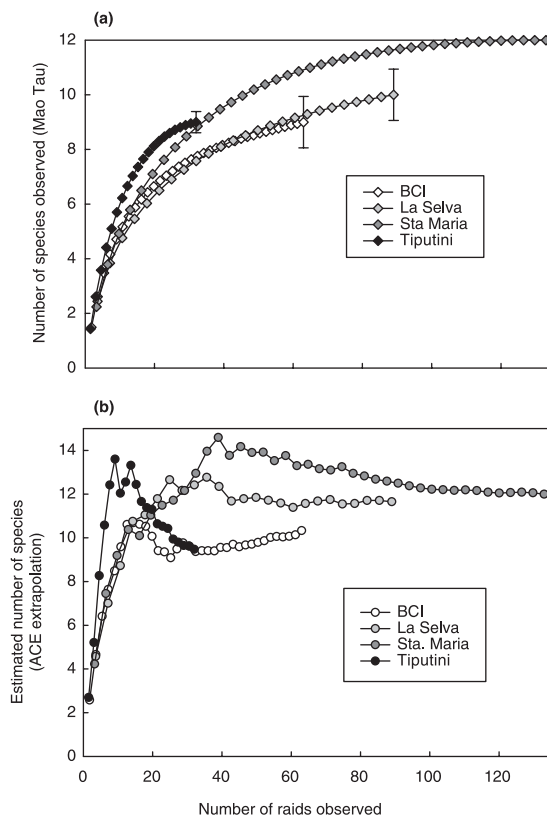 (a)
12
10
8
6
4
2
0
Number of species observed (Mao Tau)
BCI
La Selva
Sta Maria
Tiputini
(b)
14
12
10
8
6
4
2
0
Estimated number of species
(ACE extrapolation)
BCI
La Selva
Sta. Maria
Tiputini
0 20 40 60 80 100 120
Number of raids observed